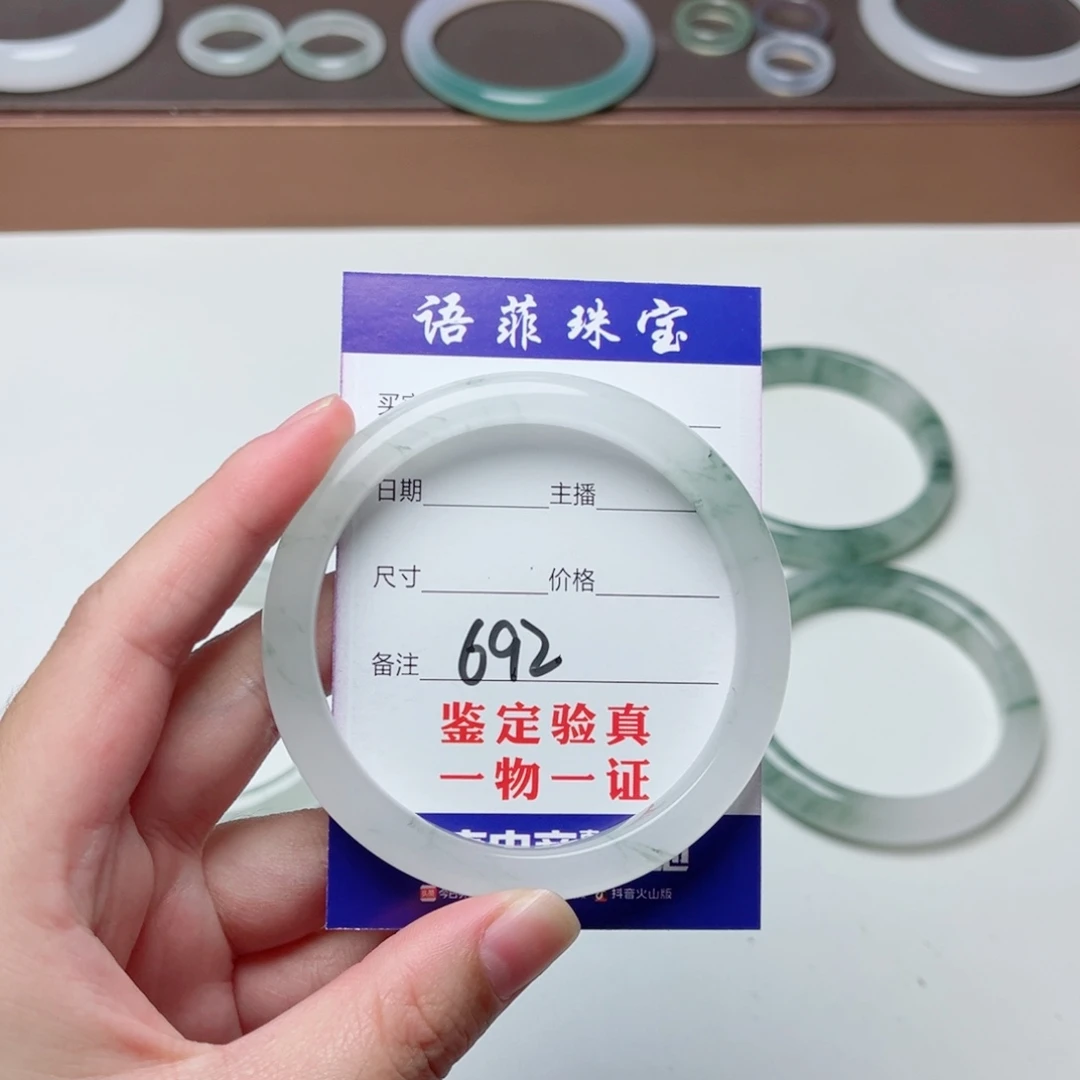 语菲珠宝
买
日期 主播
尺寸 价格
备注 692
鉴定验真
一物一证
抖音火山版